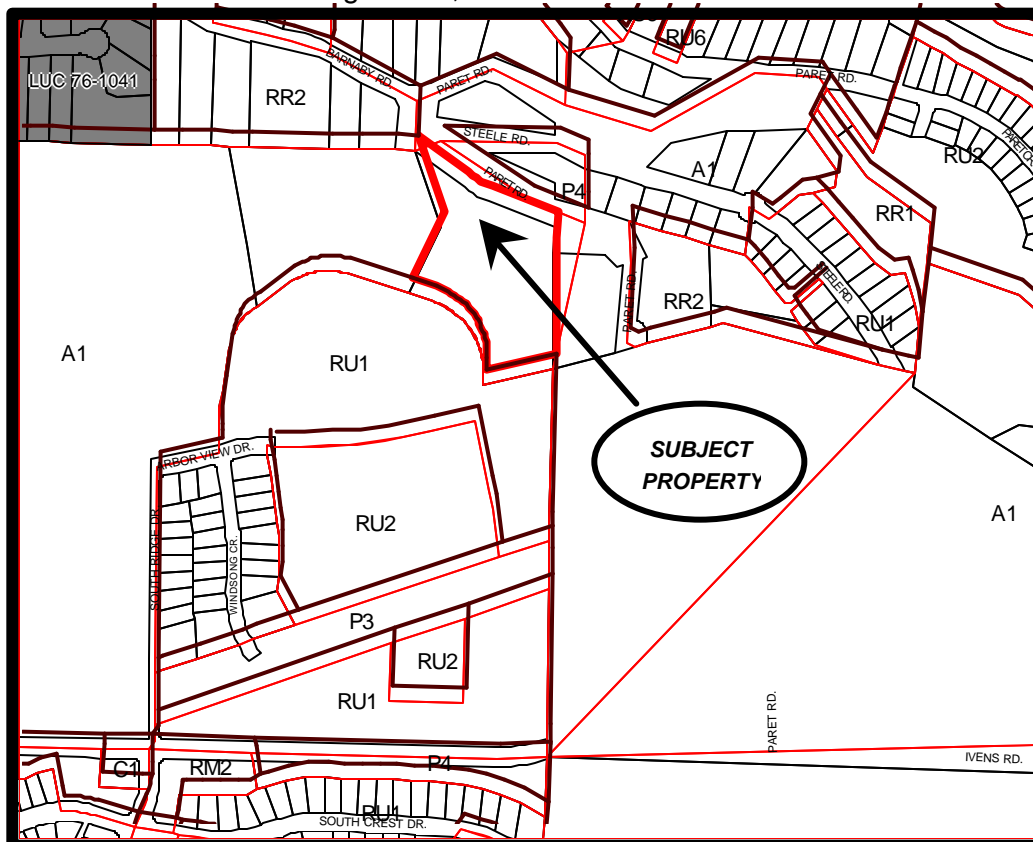 RU6
BARNABY RD.
PARET RD.
PARET RD.
LUC 76-1041
RR2
STEELE RD.
RU2
A1
PARET RD.
P4
RR1
PARET RD.
RR2
STEELE RD.
RU1
A1
RU1
SUBJECT
PROPERTY
ARBOR VIEW DR.
A1
RU2
SOUTH RIDGE DR.
WINDSONG CR.
P3
RU2
RU1
PARET RD.
IVENS RD.
C1
RM2
P4
RU1
SOUTH CREST DR.